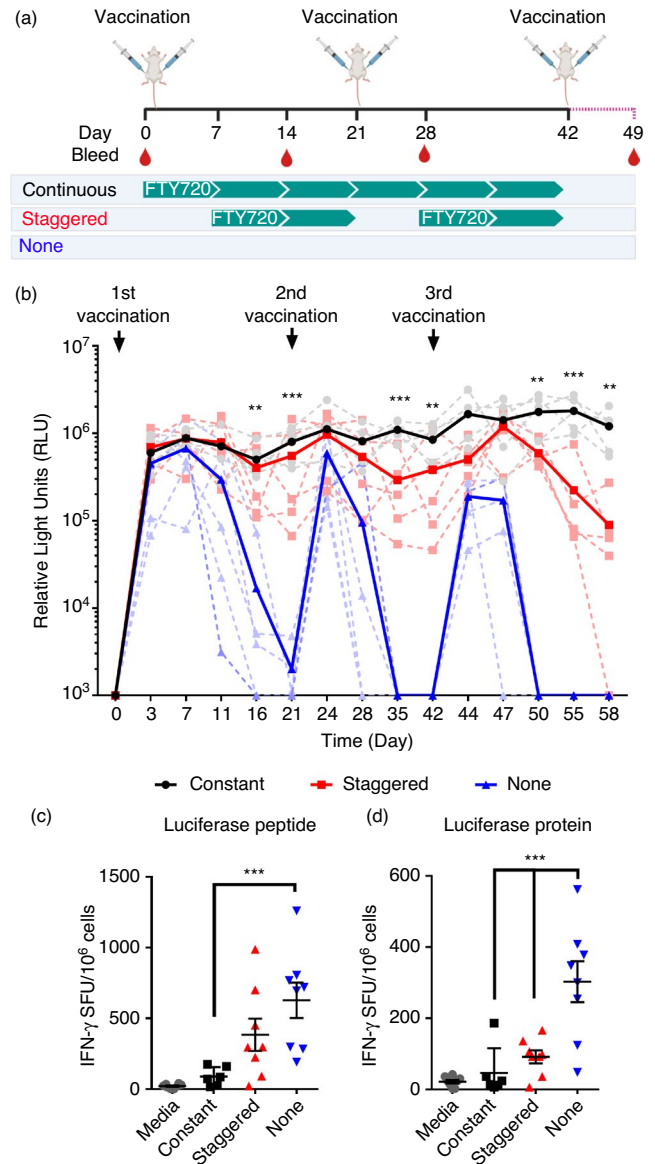 (a)
Vaccination Vaccination Vaccination
Day 0 7 14 21 28 42 49
Bleed
Continuous FTY720
Staggered FTY720 FTY720
None
(b)
1st vaccination
2nd vaccination
3rd vaccination
** *** *** ** ** *** **
Relative Light Units (RLU)
10⁷
10⁶
10⁵
10⁴
10³
0 3 7 11 16 21 24 28 35 42 44 47 50 55 58
Time (Day)
Constant Staggered None
(c) Luciferase peptide
***
IFN-γ SFU/10⁶ cells
1500
1000
500
0
Media Constant Staggered None
(d) Luciferase protein
***
IFN-γ SFU/10⁶ cells
600
400
200
0
Media Constant Staggered None